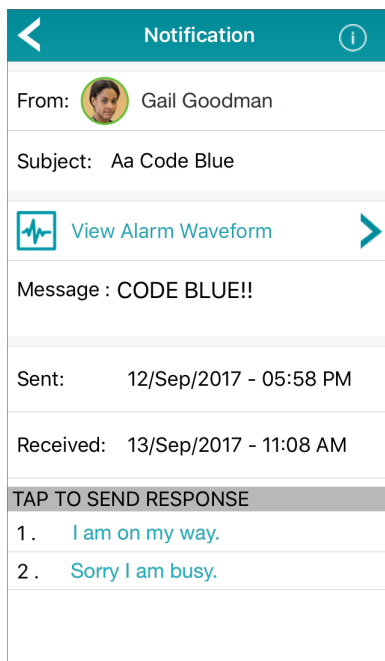 Notification
From: Gail Goodman
Subject: Aa Code Blue
View Alarm Waveform
Message : CODE BLUE!!
Sent: 12/Sep/2017 - 05:58 PM
Received: 13/Sep/2017 - 11:08 AM
TAP TO SEND RESPONSE
1 . I am on my way.
2 . Sorry I am busy.